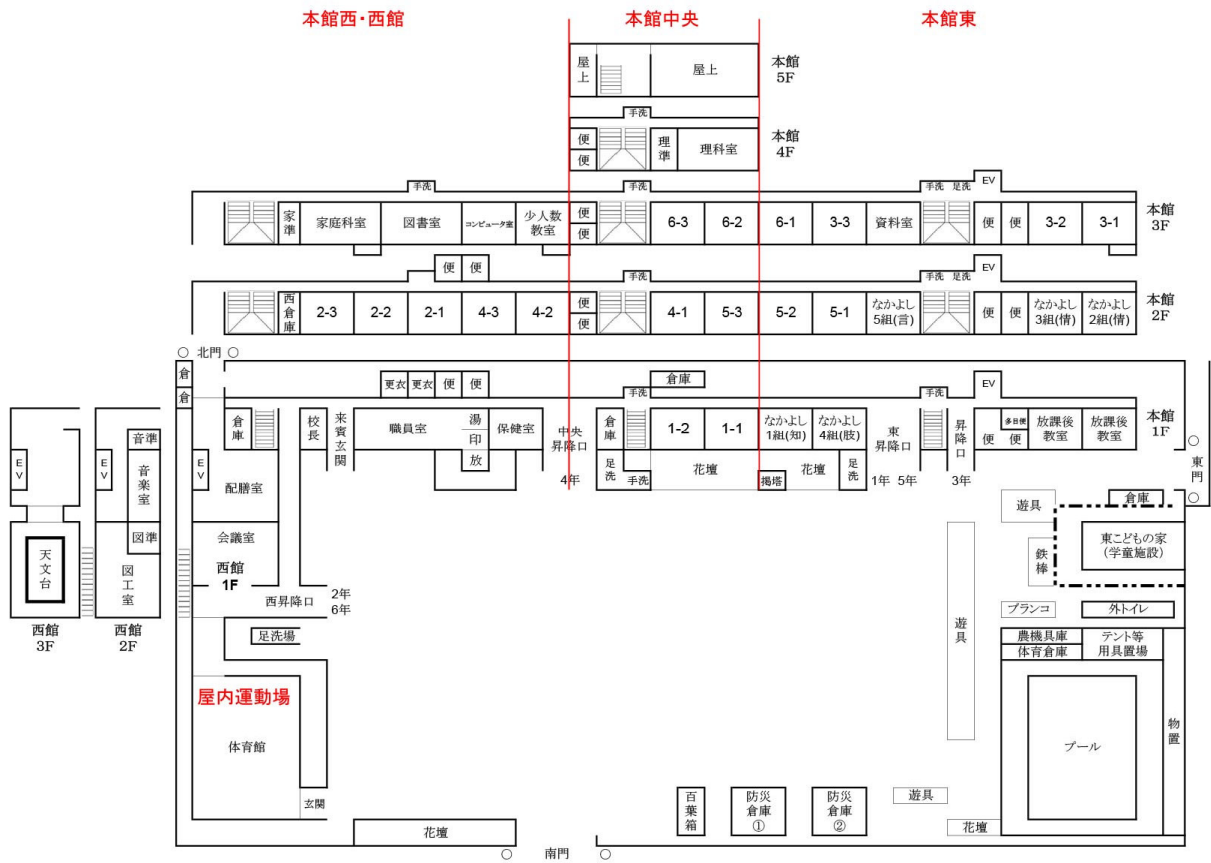 本館西・西館
本館中央
本館東
屋上
屋上
本館
5F
手洗
便
便
理準
理科室
本館
4F
手洗
手洗
手洗 足洗
EV
家準
家庭科室
図書室
コンピュータ室
少人数
教室
便
便
6-3
6-2
6-1
3-3
資料室
便
便
3-2
3-1
本館
3F
便
便
手洗
手洗 足洗
EV
西倉庫
2-3
2-2
2-1
4-3
4-2
便
便
4-1
5-3
5-2
5-1
なかよし
5組(言)
便
便
なかよし
3組(情)
なかよし
2組(情)
本館
2F
○ 北門 ○
倉
倉
更衣
更衣
便
便
手洗
倉庫
手洗
EV
倉庫
校長
来賓玄関
職員室
湯
印
放
保健室
中央
昇降口
4年
倉庫
足洗
手洗
1-2
1-1
花壇
なかよし
1組(知)
なかよし
4組(肢)
掲塔
花壇
足洗
東
昇降口
1年 5年
昇降口
3年
便
多目便
便
放課後
教室
放課後
教室
本館
1F
○
東門
○
EV
EV
音準
音楽室
図準
図工室
EV
配膳室
会議室
西館
1F
天文台
西館
3F
西館
2F
西昇降口
2年
6年
足洗場
遊具
倉庫
東こどもの家
(学童施設)
鉄棒
ブランコ
外トイレ
遊具
農機具庫
体育倉庫
テント等
用具置場
屋内運動場
体育館
玄関
プール
物置
百葉箱
防災
倉庫
①
防災
倉庫
②
遊具
花壇
花壇
○ 南門 ○